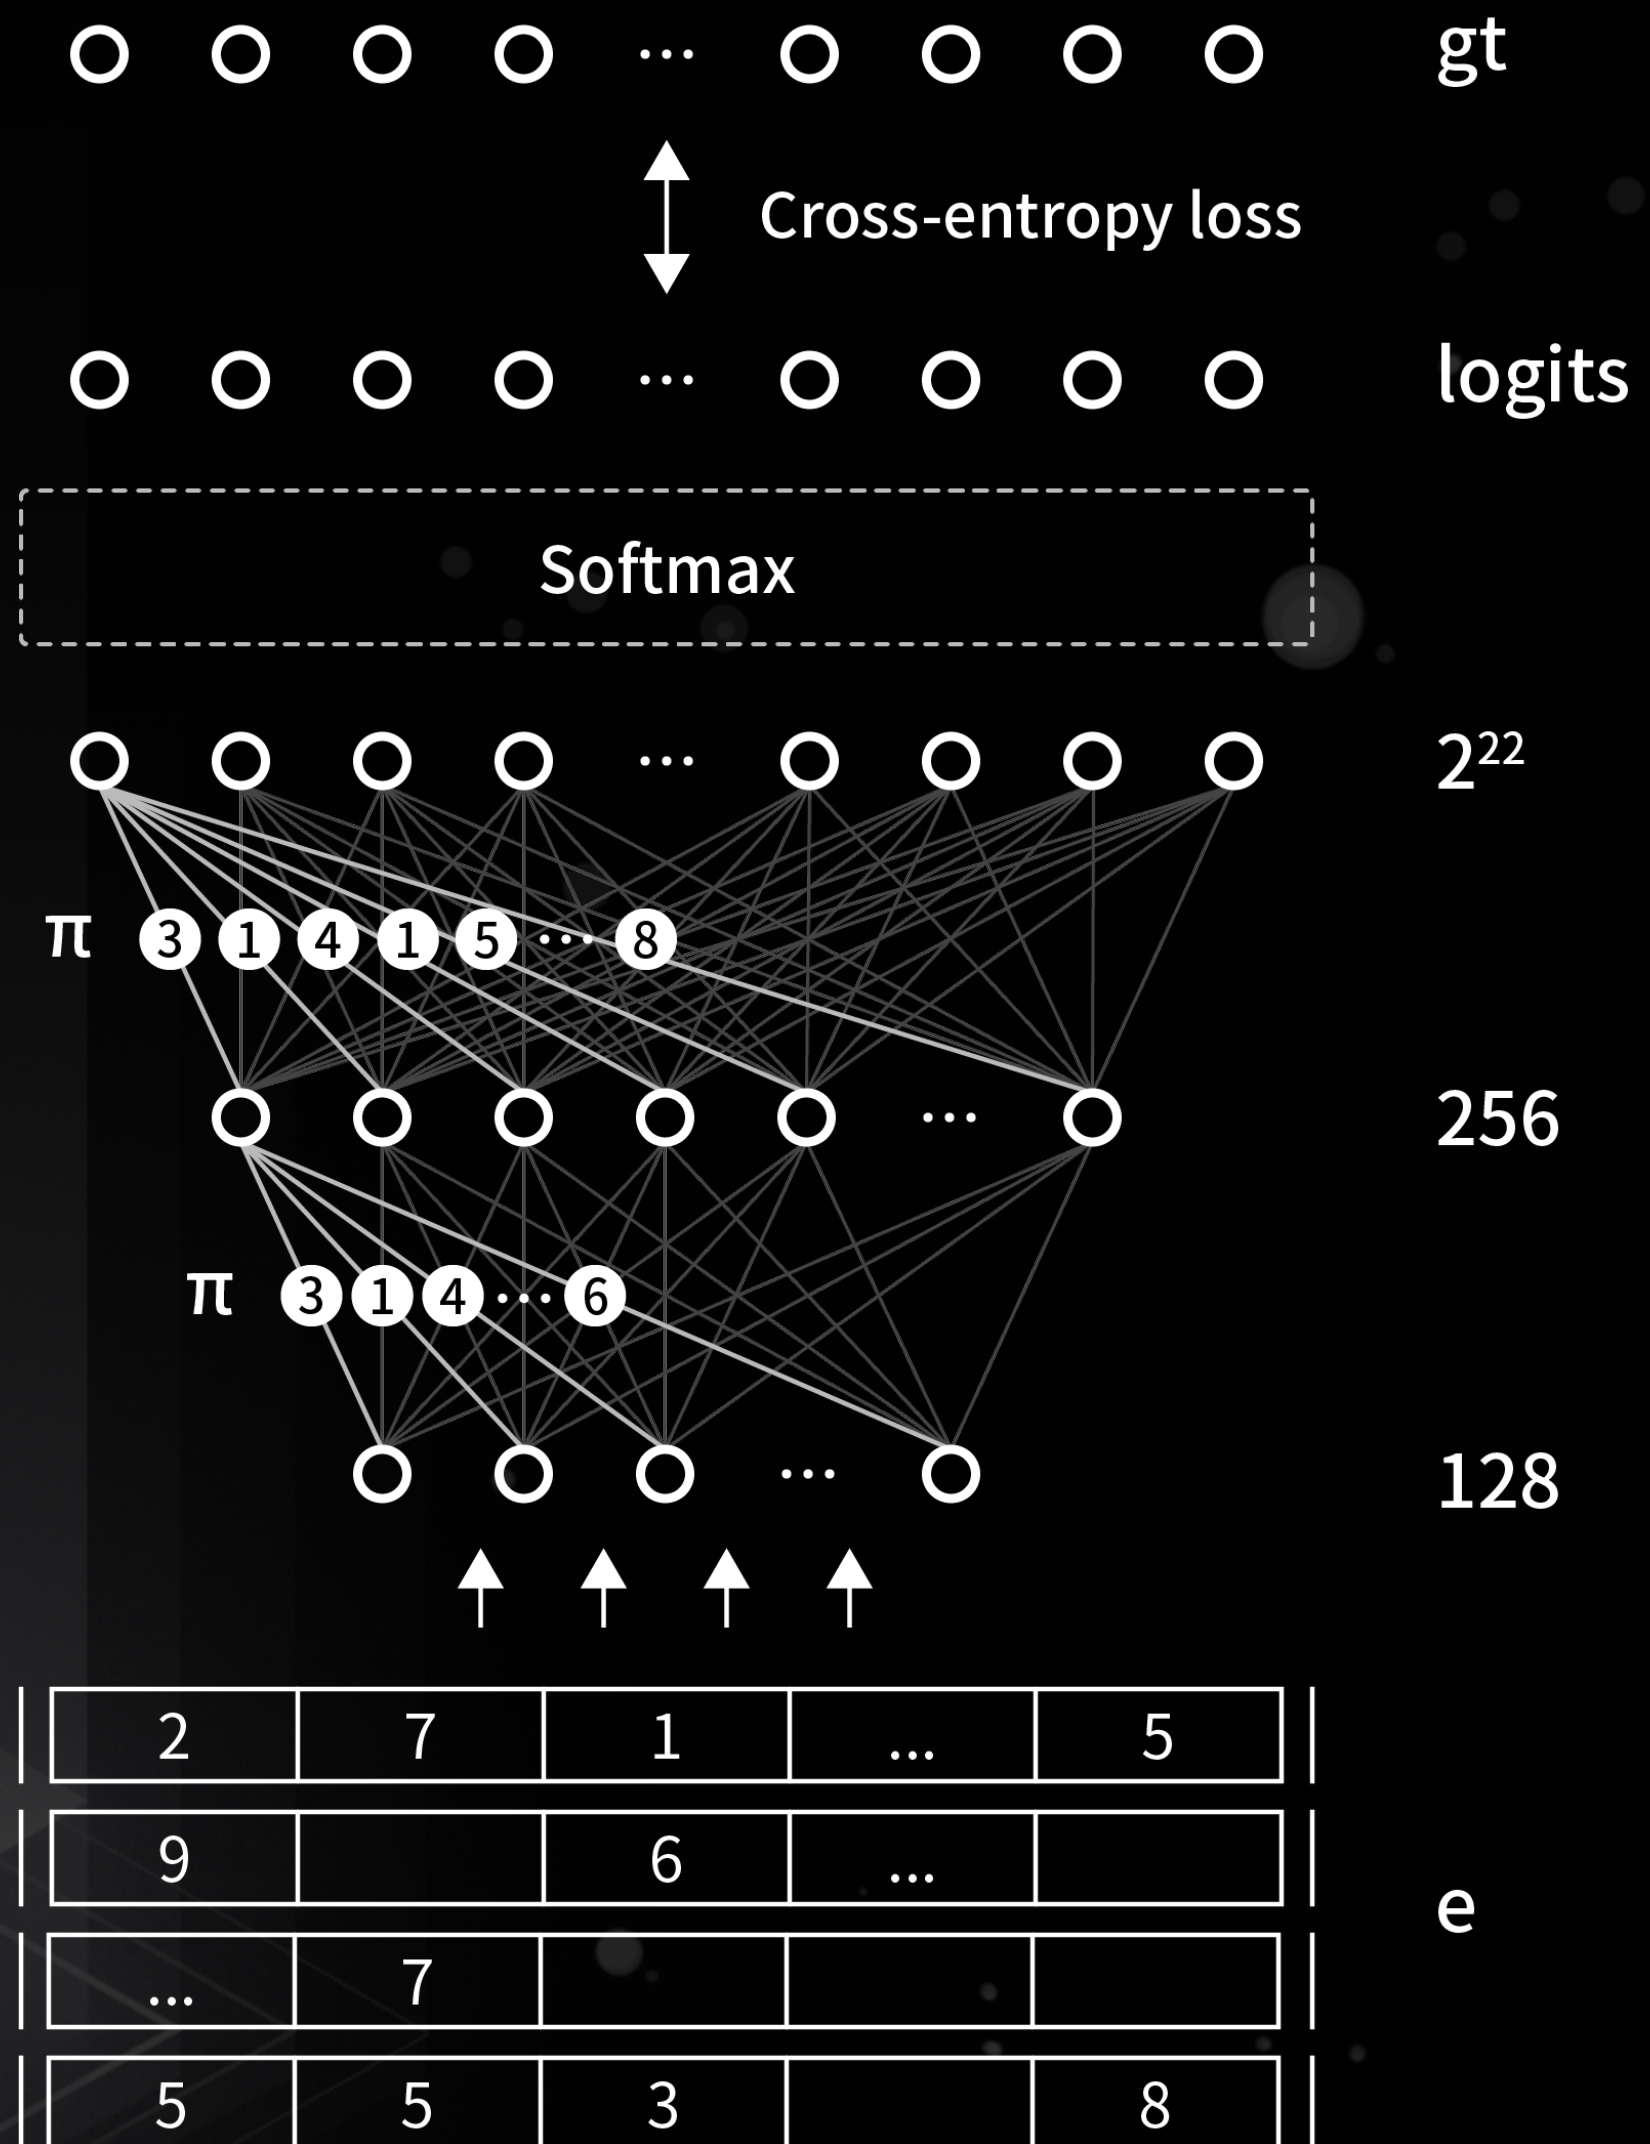 ... gt
Cross-entropy loss
... logits
Softmax
... 2²²
π 3 1 4 1 5 ... 8
... 256
π 3 1 4 ... 6
... 128
2 7 1 ... 5
9 6 ...
e
... 7
5 5 3 8